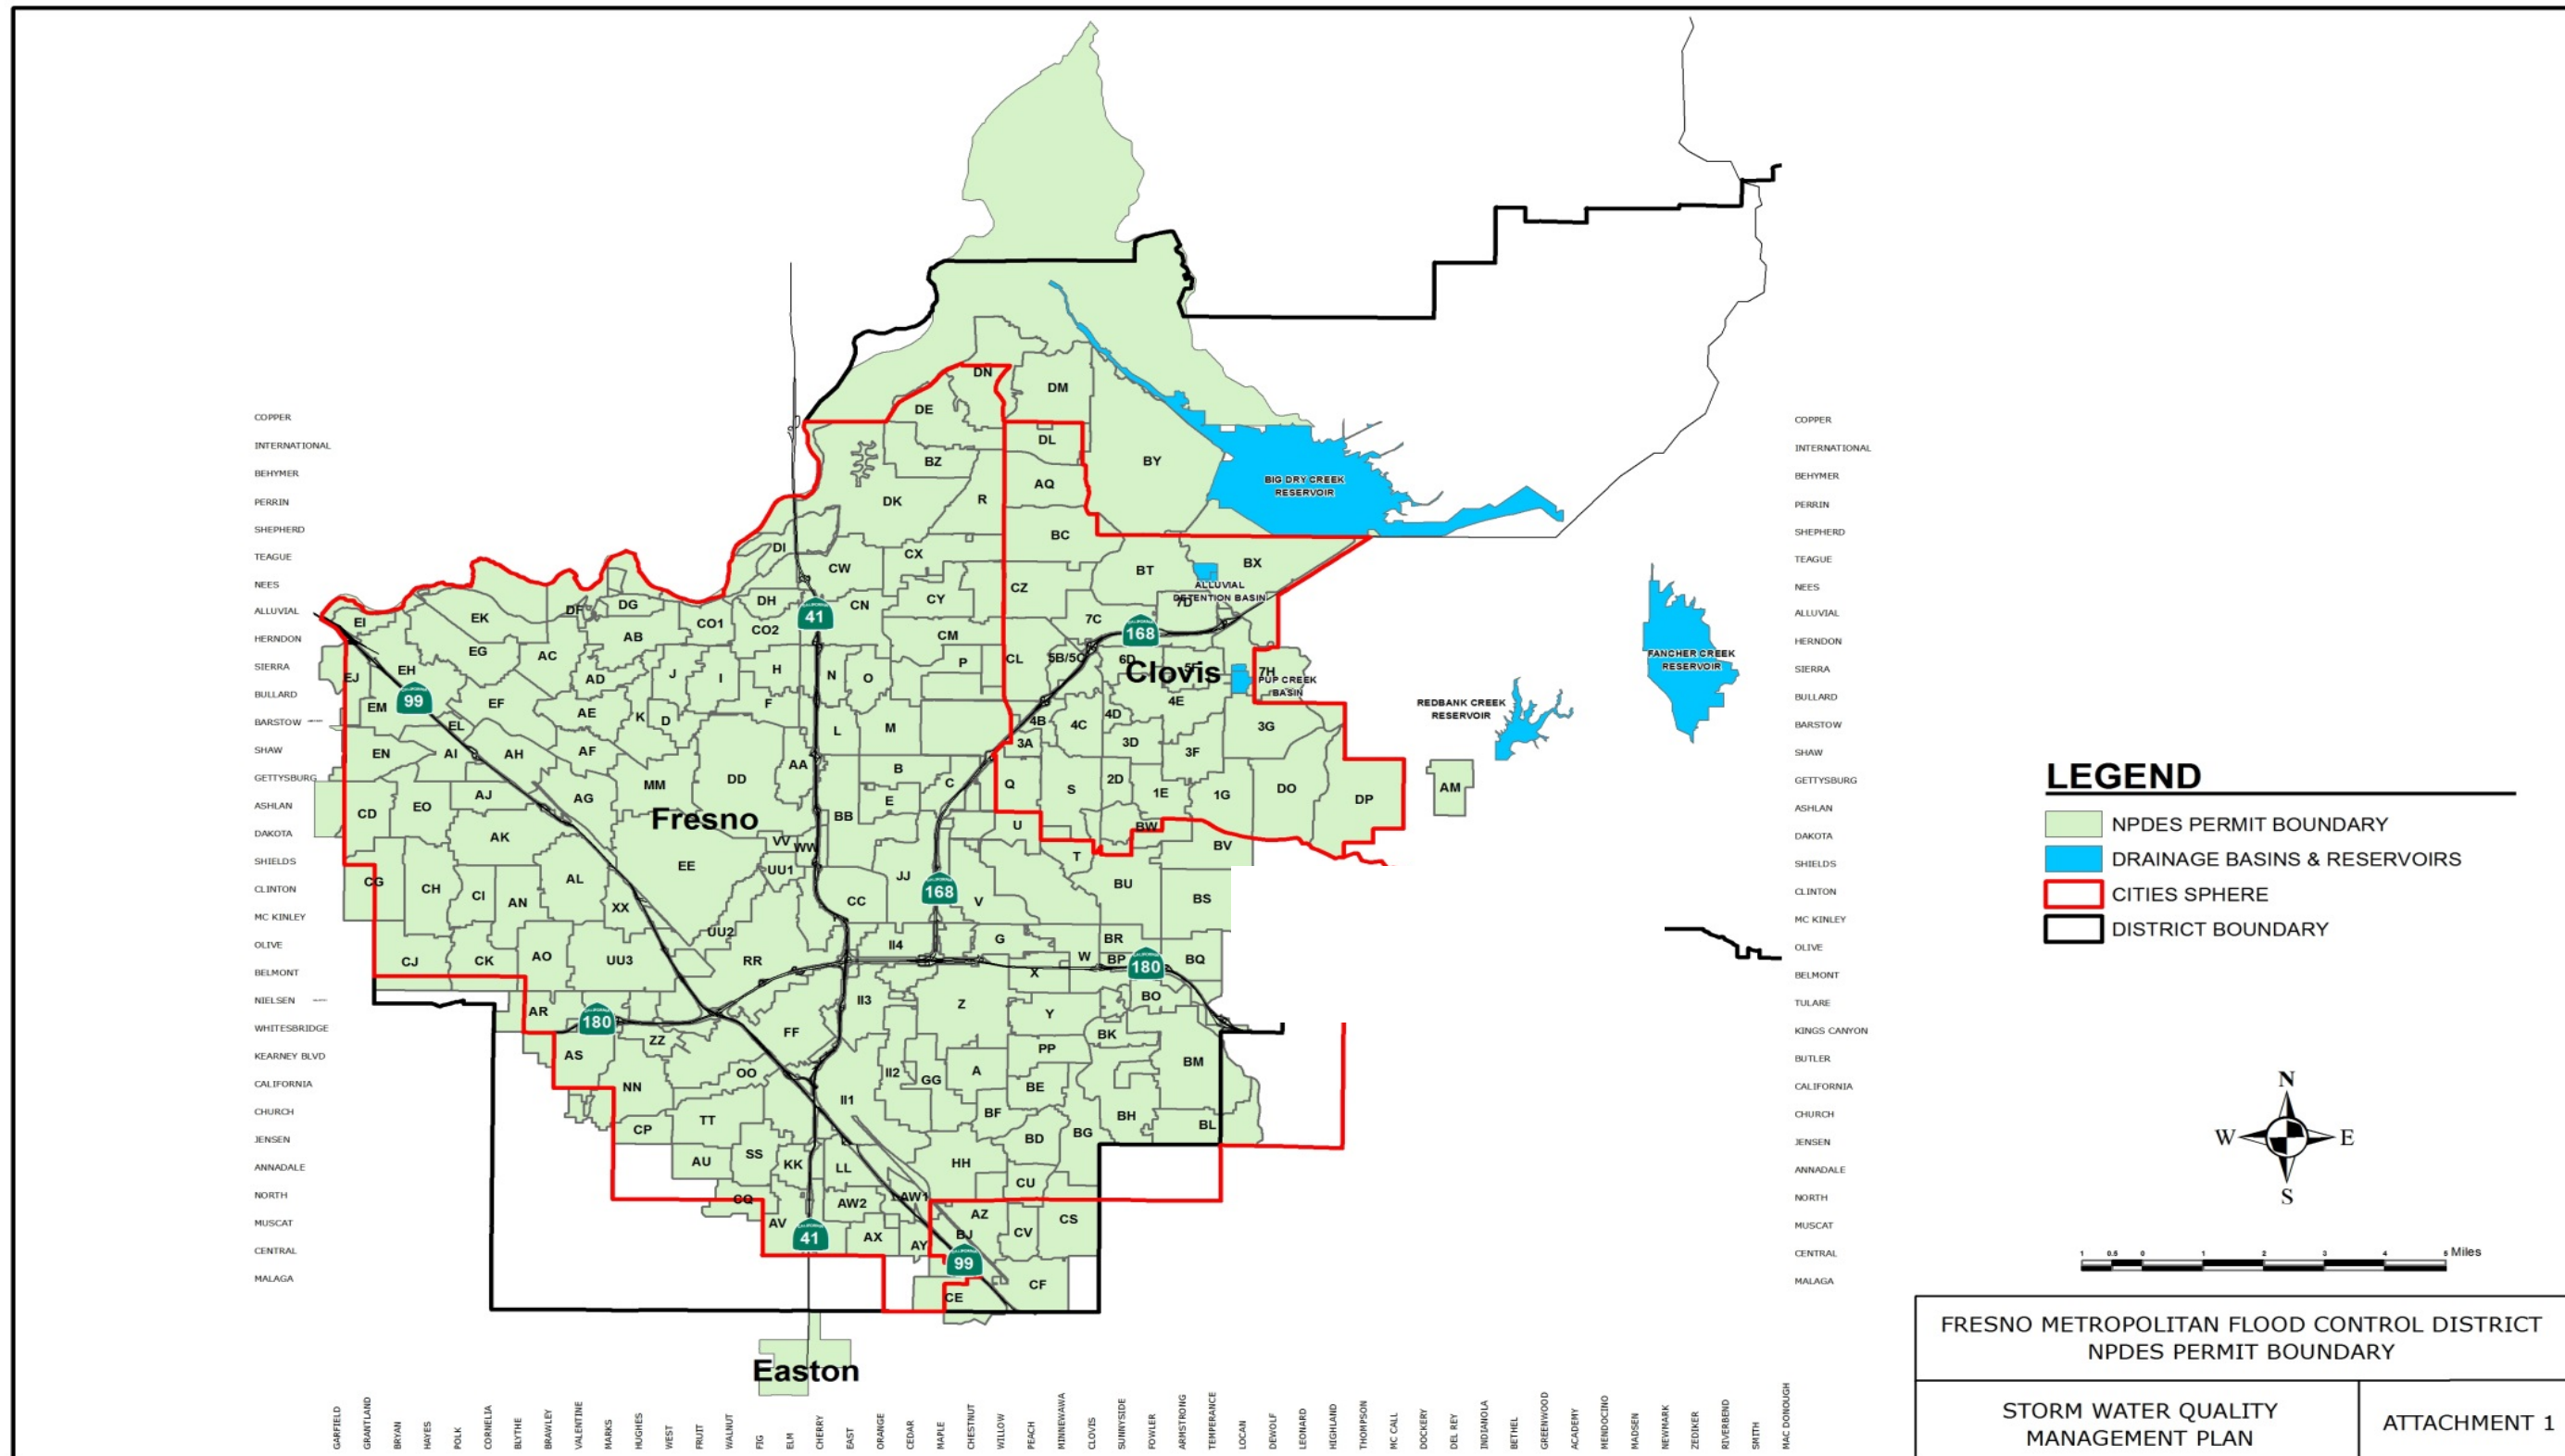 COPPER
INTERNATIONAL
BEHYMER
PERRIN
SHEPHERD
TEAGUE
NEES
ALLUVIAL
HERNDON
SIERRA
BULLARD
BARSTOW
SHAW
GETTYSBURG
ASHLAN
DAKOTA
SHIELDS
CLINTON
MC KINLEY
OLIVE
BELMONT
NIELSEN
WHITESBRIDGE
KEARNEY BLVD
CALIFORNIA
CHURCH
JENSEN
ANNADALE
NORTH
MUSCAT
CENTRAL
MALAGA
DN
DM
DE
DL
BZ
BY
AQ
DK
R
BIG DRY CREEK
RESERVOIR
BC
DI
CX
CW
BT
BX
CZ
ALLUVIAL
DETENTION BASIN
7D
DH
CN
CY
DF
DG
EK
EI
CO1
CO2
41
7C
168
AB
CM
EG
AC
P
CL
5B/5C
6D
5F
Clovis
7H
PUP CREEK
BASIN
FANCHER CREEK
RESERVOIR
EH
EJ
AD
J
I
H
N
O
99
EM
EF
AE
K
D
F
4E
4D
4B
4C
REDBANK CREEK
RESERVOIR
EL
L
M
3A
3D
3F
3G
EN
AI
AH
AF
AA
B
C
MM
DD
Q
S
2D
1E
1G
DO
DP
AM
AJ
AG
E
EO
CD
Fresno
BB
U
BW
BV
AK
VV
WW
T
EE
UU1
JJ
168
BU
CG
CH
CI
AL
AN
XX
CC
V
BS
UU2
II4
G
BR
W
BP
180
BQ
CJ
CK
AO
UU3
RR
X
AR
180
II3
Z
Y
BO
FF
BK
AS
ZZ
PP
BM
OO
II2
GG
A
BE
NN
II1
BF
BH
TT
CP
BD
BG
BL
AU
SS
KK
LL
HH
CU
CQ
AW2
AW1
AZ
CS
AV
41
AX
AY
BJ
CV
99
CE
CF
Easton
COPPER
INTERNATIONAL
BEHYMER
PERRIN
SHEPHERD
TEAGUE
NEES
ALLUVIAL
HERNDON
SIERRA
BULLARD
BARSTOW
SHAW
GETTYSBURG
ASHLAN
DAKOTA
SHIELDS
CLINTON
MC KINLEY
OLIVE
BELMONT
TULARE
KINGS CANYON
BUTLER
CALIFORNIA
CHURCH
JENSEN
ANNADALE
NORTH
MUSCAT
CENTRAL
MALAGA
GARFIELD
GRANTLAND
BRYAN
HAYES
POLK
CORNELIA
BLYTHE
BRAWLEY
VALENTINE
MARKS
HUGHES
WEST
FRUIT
WALNUT
FIG
ELM
CHERRY
EAST
ORANGE
CEDAR
MAPLE
CHESTNUT
WILLOW
PEACH
MINNEWAWA
CLOVIS
SUNNYSIDE
FOWLER
ARMSTRONG
TEMPERANCE
LOCAN
DEWOLF
LEONARD
HIGHLAND
THOMPSON
MC CALL
DOCKERY
DEL REY
INDIANOLA
BETHEL
GREENWOOD
ACADEMY
MENDOCINO
MADSEN
NEWMARK
ZEDIKER
RIVERBEND
SMITH
MAC DONOUGH
LEGEND
NPDES PERMIT BOUNDARY
DRAINAGE BASINS & RESERVOIRS
CITIES SPHERE
DISTRICT BOUNDARY
N
W E
S
1 0.5 0 1 2 3 4 5 Miles
FRESNO METROPOLITAN FLOOD CONTROL DISTRICT
NPDES PERMIT BOUNDARY
STORM WATER QUALITY
MANAGEMENT PLAN
ATTACHMENT 1